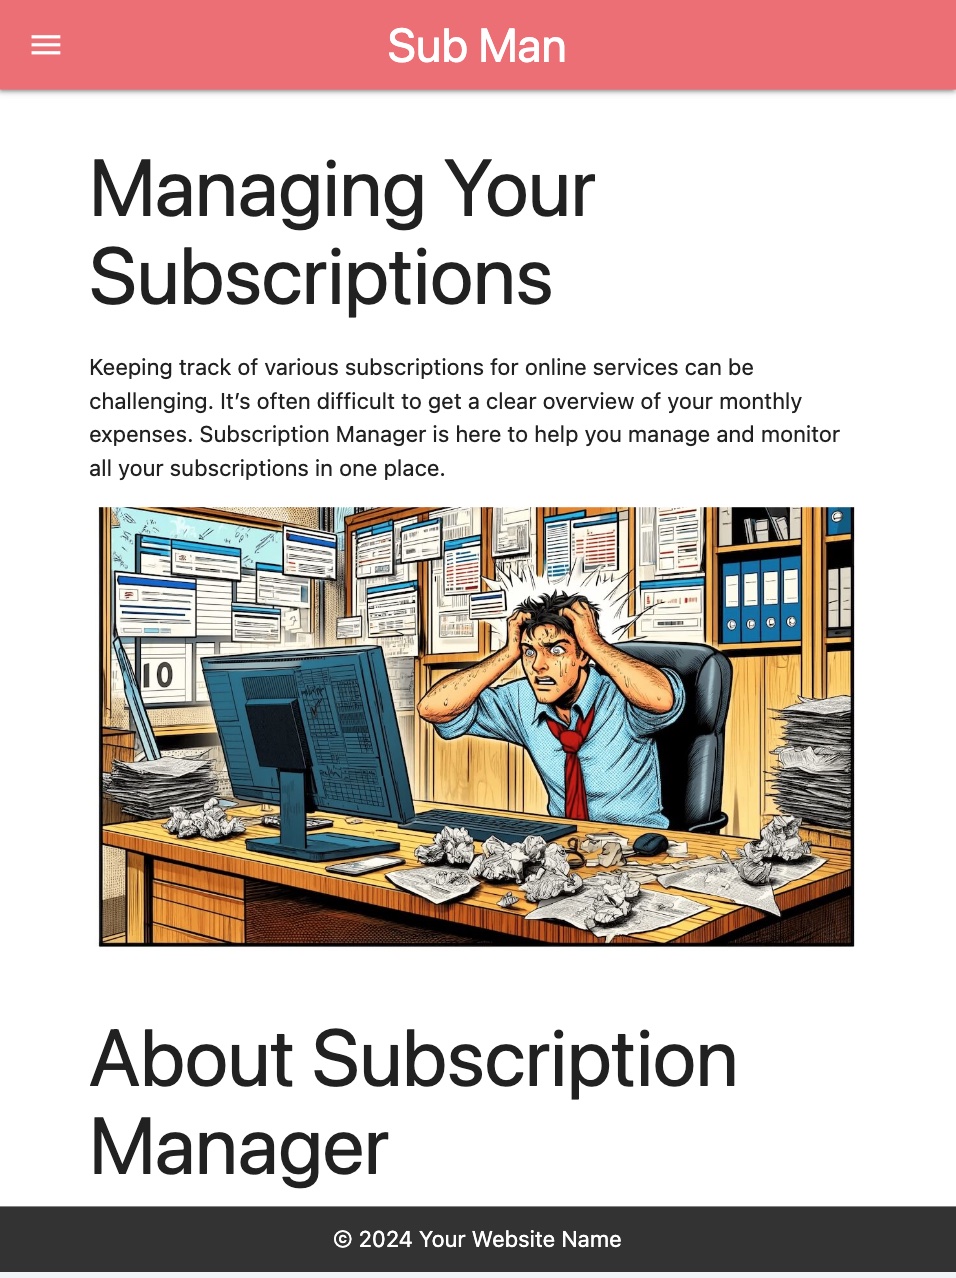 Sub Man
Managing Your
Subscriptions
Keeping track of various subscriptions for online services can be
challenging. It’s often difficult to get a clear overview of your monthly
expenses. Subscription Manager is here to help you manage and monitor
all your subscriptions in one place.
10
About Subscription
Manager
© 2024 Your Website Name